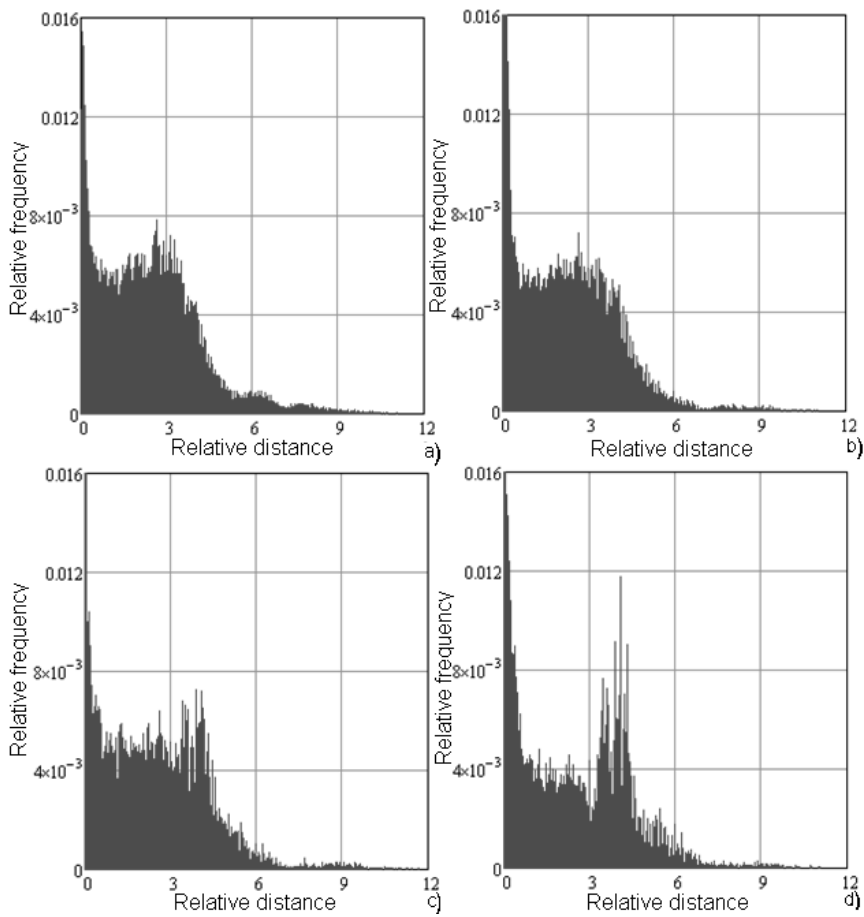 0.016
0.012
8×10⁻³
4×10⁻³
0
Relative frequency
0 3 6 9 12
Relative distance
a)
0.016
0.012
8×10⁻³
4×10⁻³
0
Relative frequency
0 3 6 9 12
Relative distance
b)
0.016
0.012
8×10⁻³
4×10⁻³
0
Relative frequency
0 3 6 9 12
Relative distance
c)
0.016
0.012
8×10⁻³
4×10⁻³
0
Relative frequency
0 3 6 9 12
Relative distance
d)